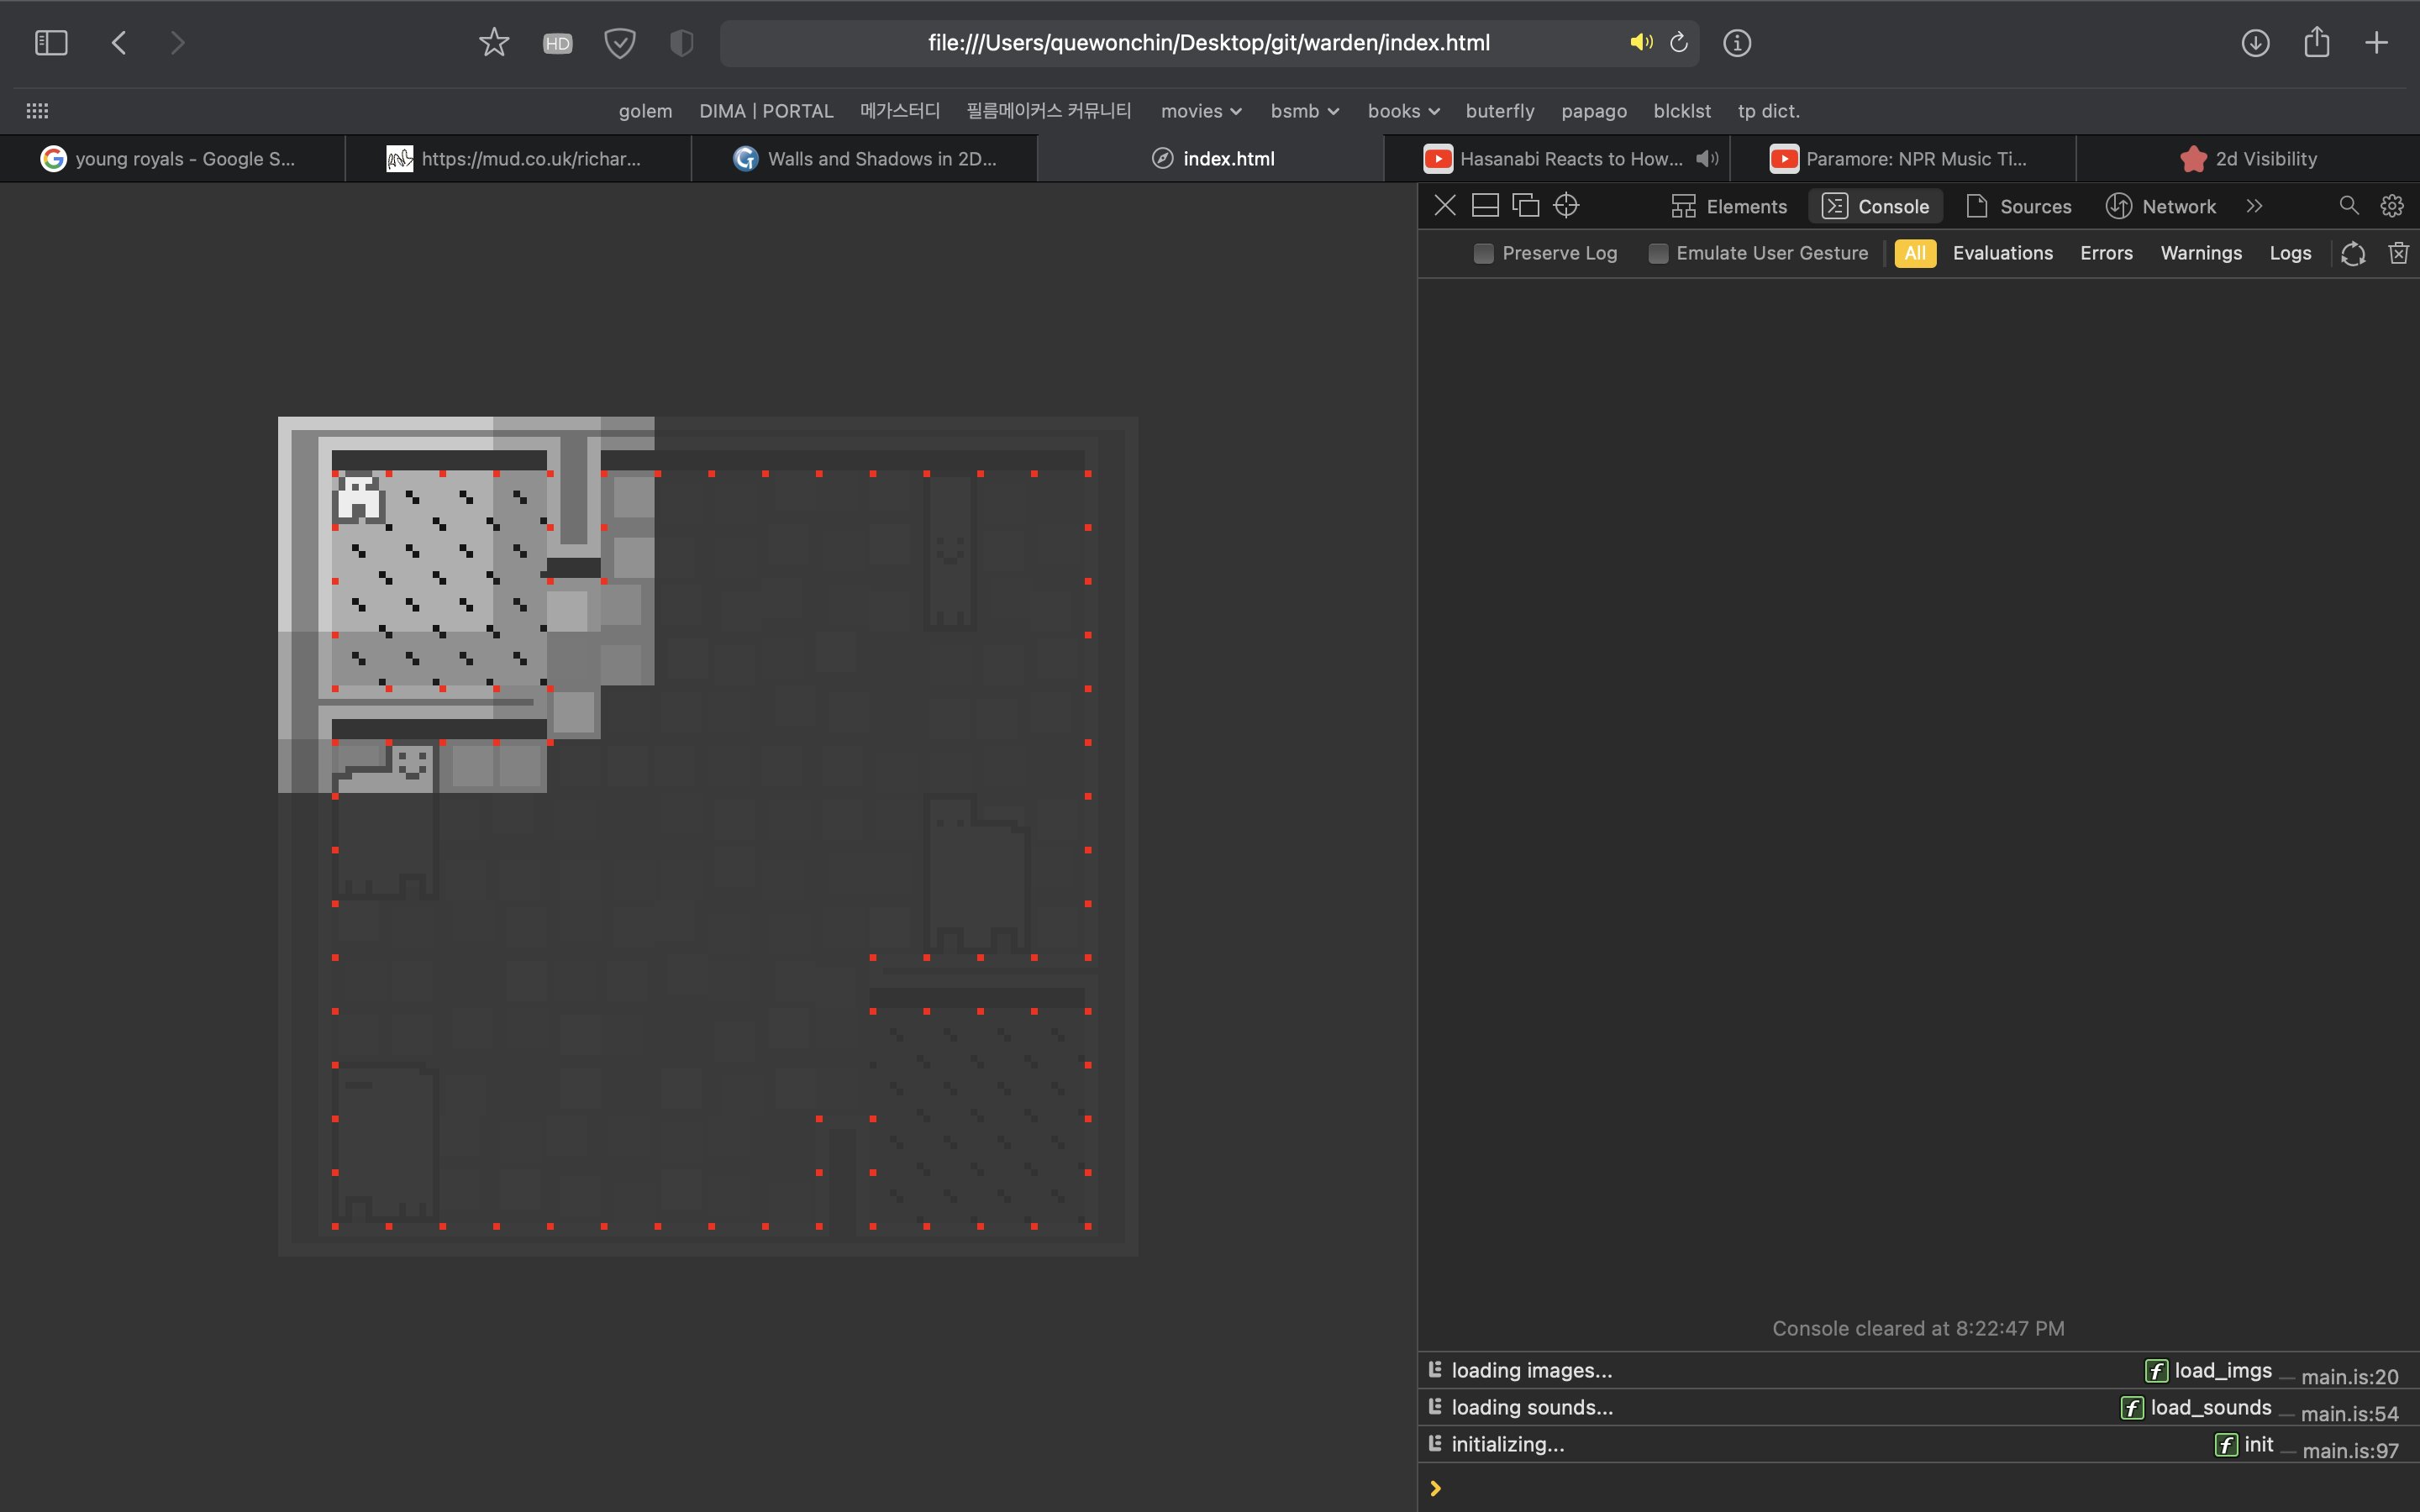 HD
file:///Users/quewonchin/Desktop/git/warden/index.html
golem
DIMA | PORTAL
메가스터디
필름메이커스 커뮤니티
movies
bsmb
books
buterfly
papago
blcklst
tp dict.
young royals - Google S...
https://mud.co.uk/richar...
Walls and Shadows in 2D...
index.html
Hasanabi Reacts to How...
Paramore: NPR Music Ti...
2d Visibility
Elements
Console
Sources
Network
Preserve Log
Emulate User Gesture
All
Evaluations
Errors
Warnings
Logs
Console cleared at 8:22:47 PM
loading images... f load_imgs — main.js:20
loading sounds... f load_sounds — main.js:54
initializing... f init — main.js:97